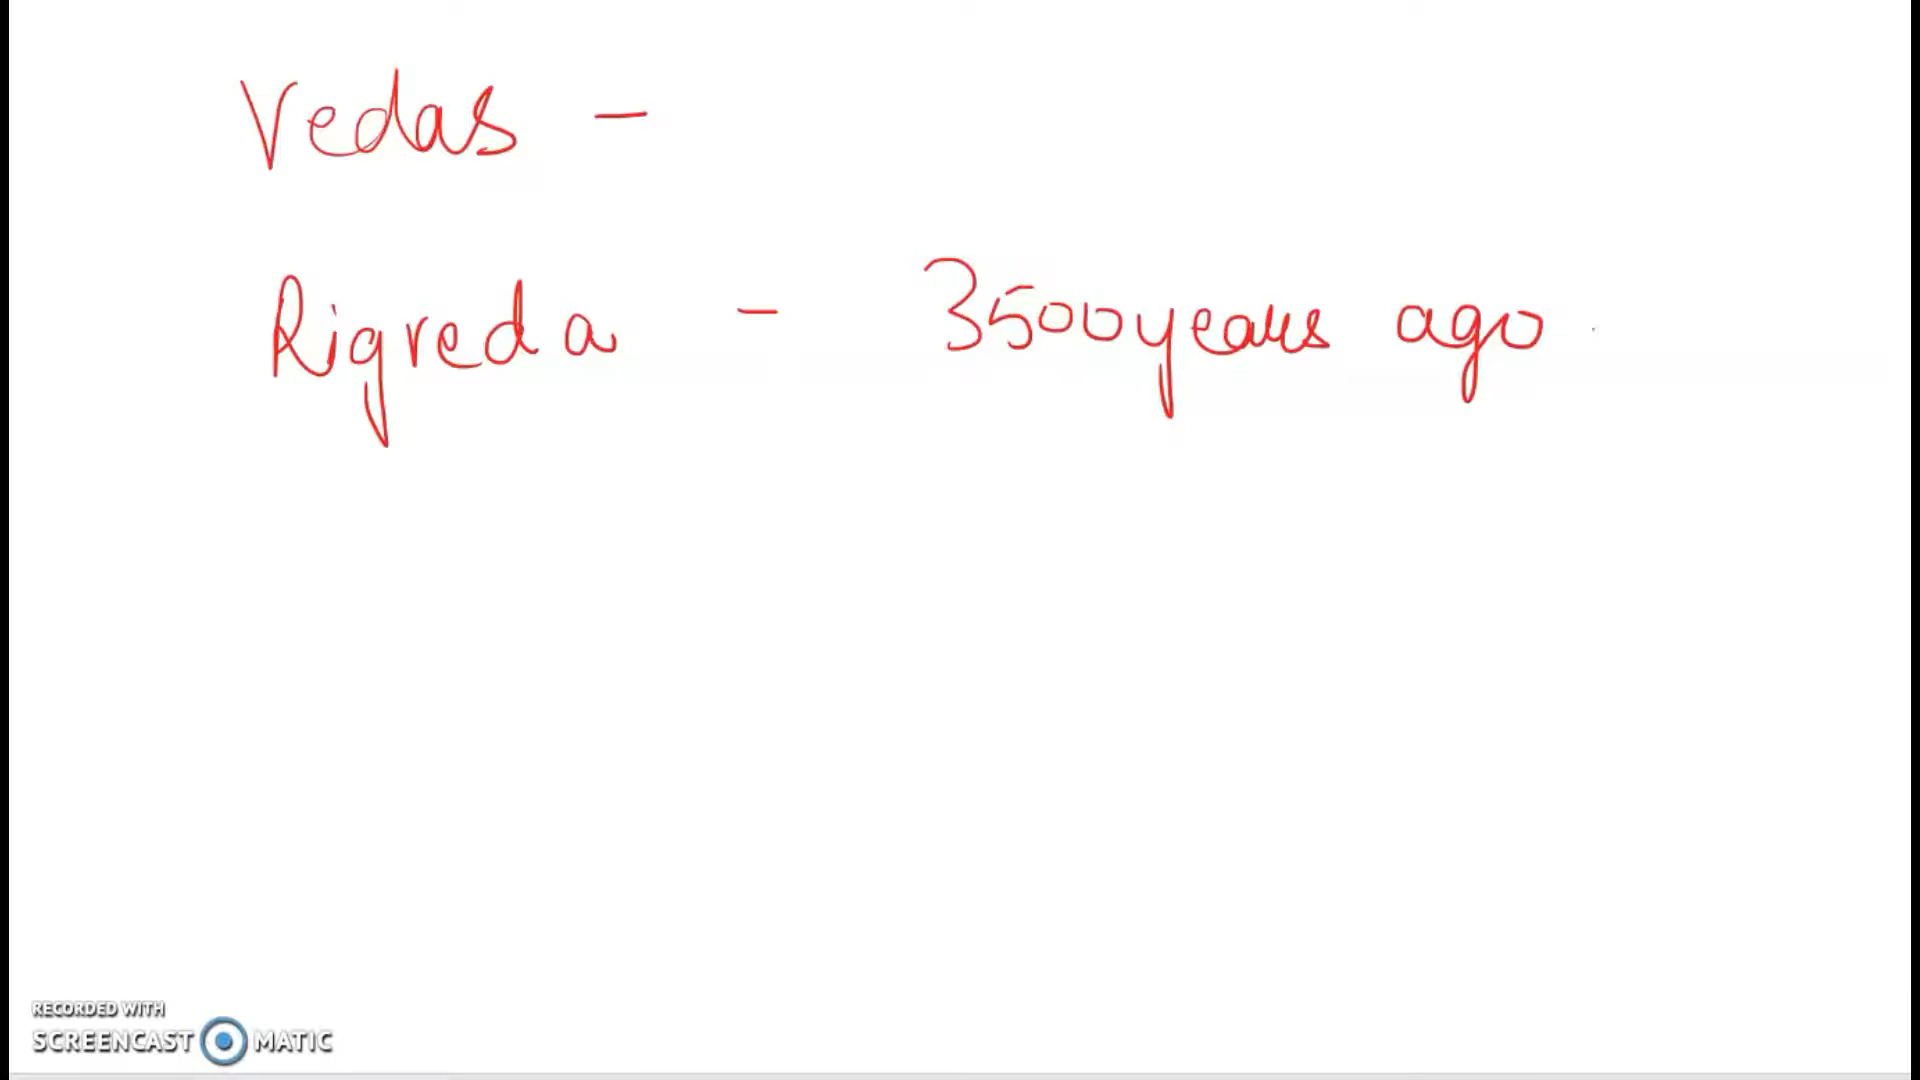 Vedas -
Rigveda - 3500 years ago
RECORDED WITH
SCREENCAST MATIC